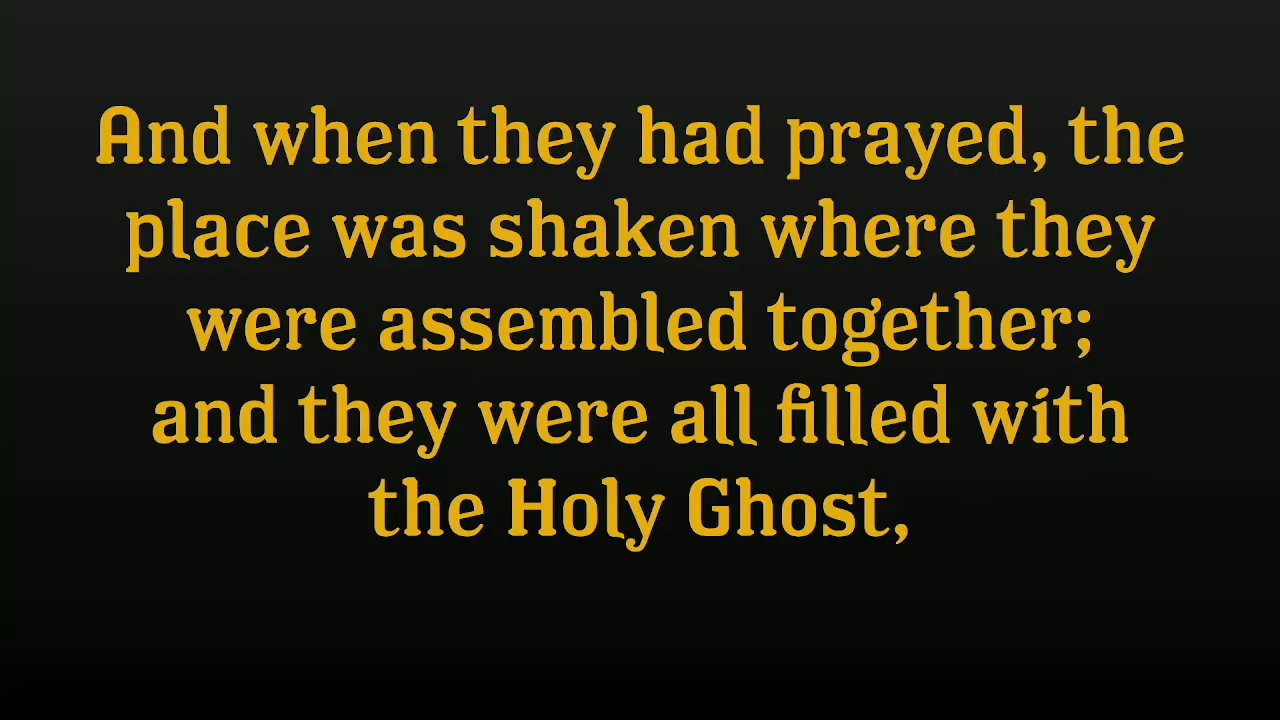 And when they had prayed, the
place was shaken where they
were assembled together;
and they were all filled with
the Holy Ghost,